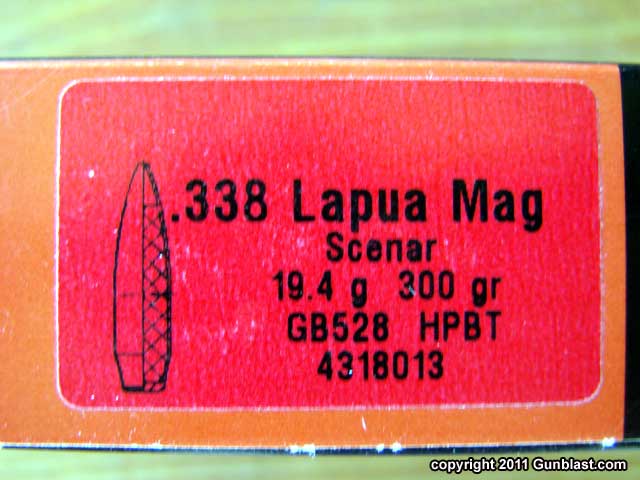 .338 Lapua Mag
Scenar
19.4 g 300 gr
GB528 HPBT
4318013
copyright 2011 Gunblast.com